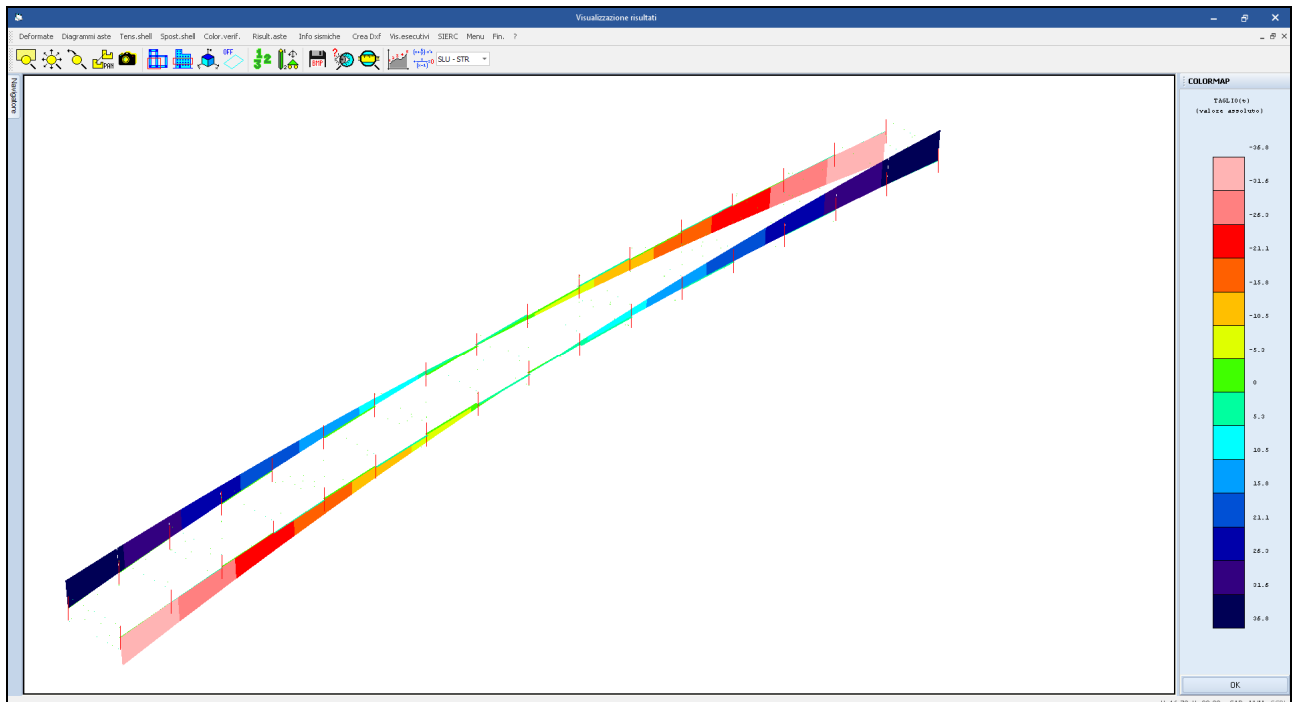 Visualizzazione risultati
Deformate Diagrammi aste Tens.shell Spost.shell Color.verif. Risult.aste Info sismiche Crea Dxf Vis.esecutivi SIERC Menu Fin. ?
PAN
OFF
BMP
SLU - STR
Navigatore
COLORMAP
TAGLIO(t)
(valore assoluto)
-36.8
-31.6
-26.3
-21.1
-15.8
-10.5
-5.3
0
5.3
10.5
15.8
21.1
26.3
31.6
36.8
OK